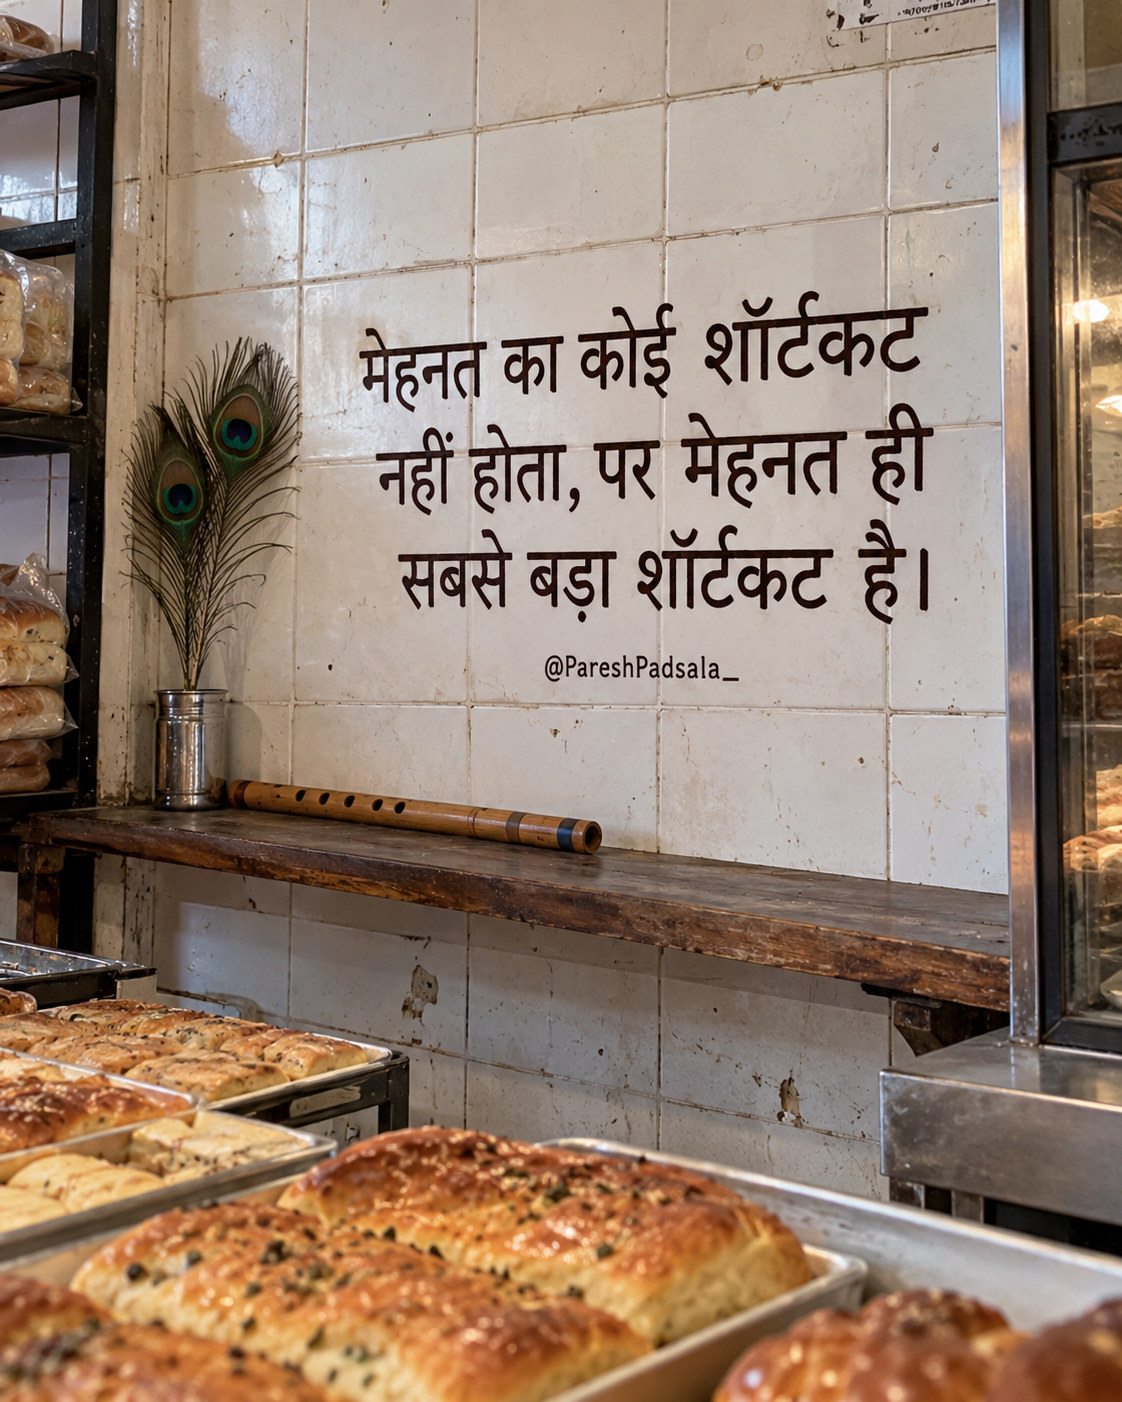 मेहनत का कोई शॉर्टकट
नहीं होता, पर मेहनत ही
सबसे बड़ा शॉर्टकट है।
@PareshPadsala_